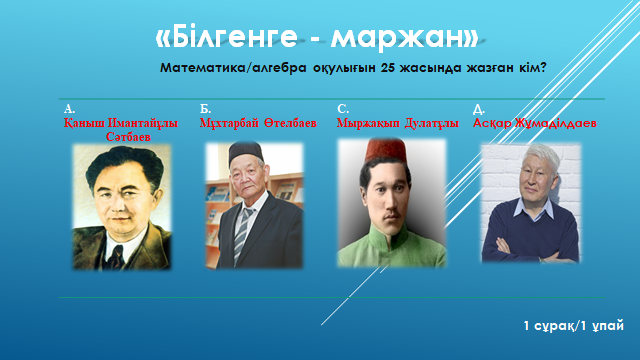 «Білгенге - маржан»
Математика/алгебра оқулығын 25 жасында жазған кім?
А.
Қаныш Имантайұлы
Сәтбаев
Б.
Мұхтарбай Өтелбаев
С.
Мыржақып Дулатұлы
Д.
Асқар Жұмаділдаев
1 сұрақ/1 ұпай